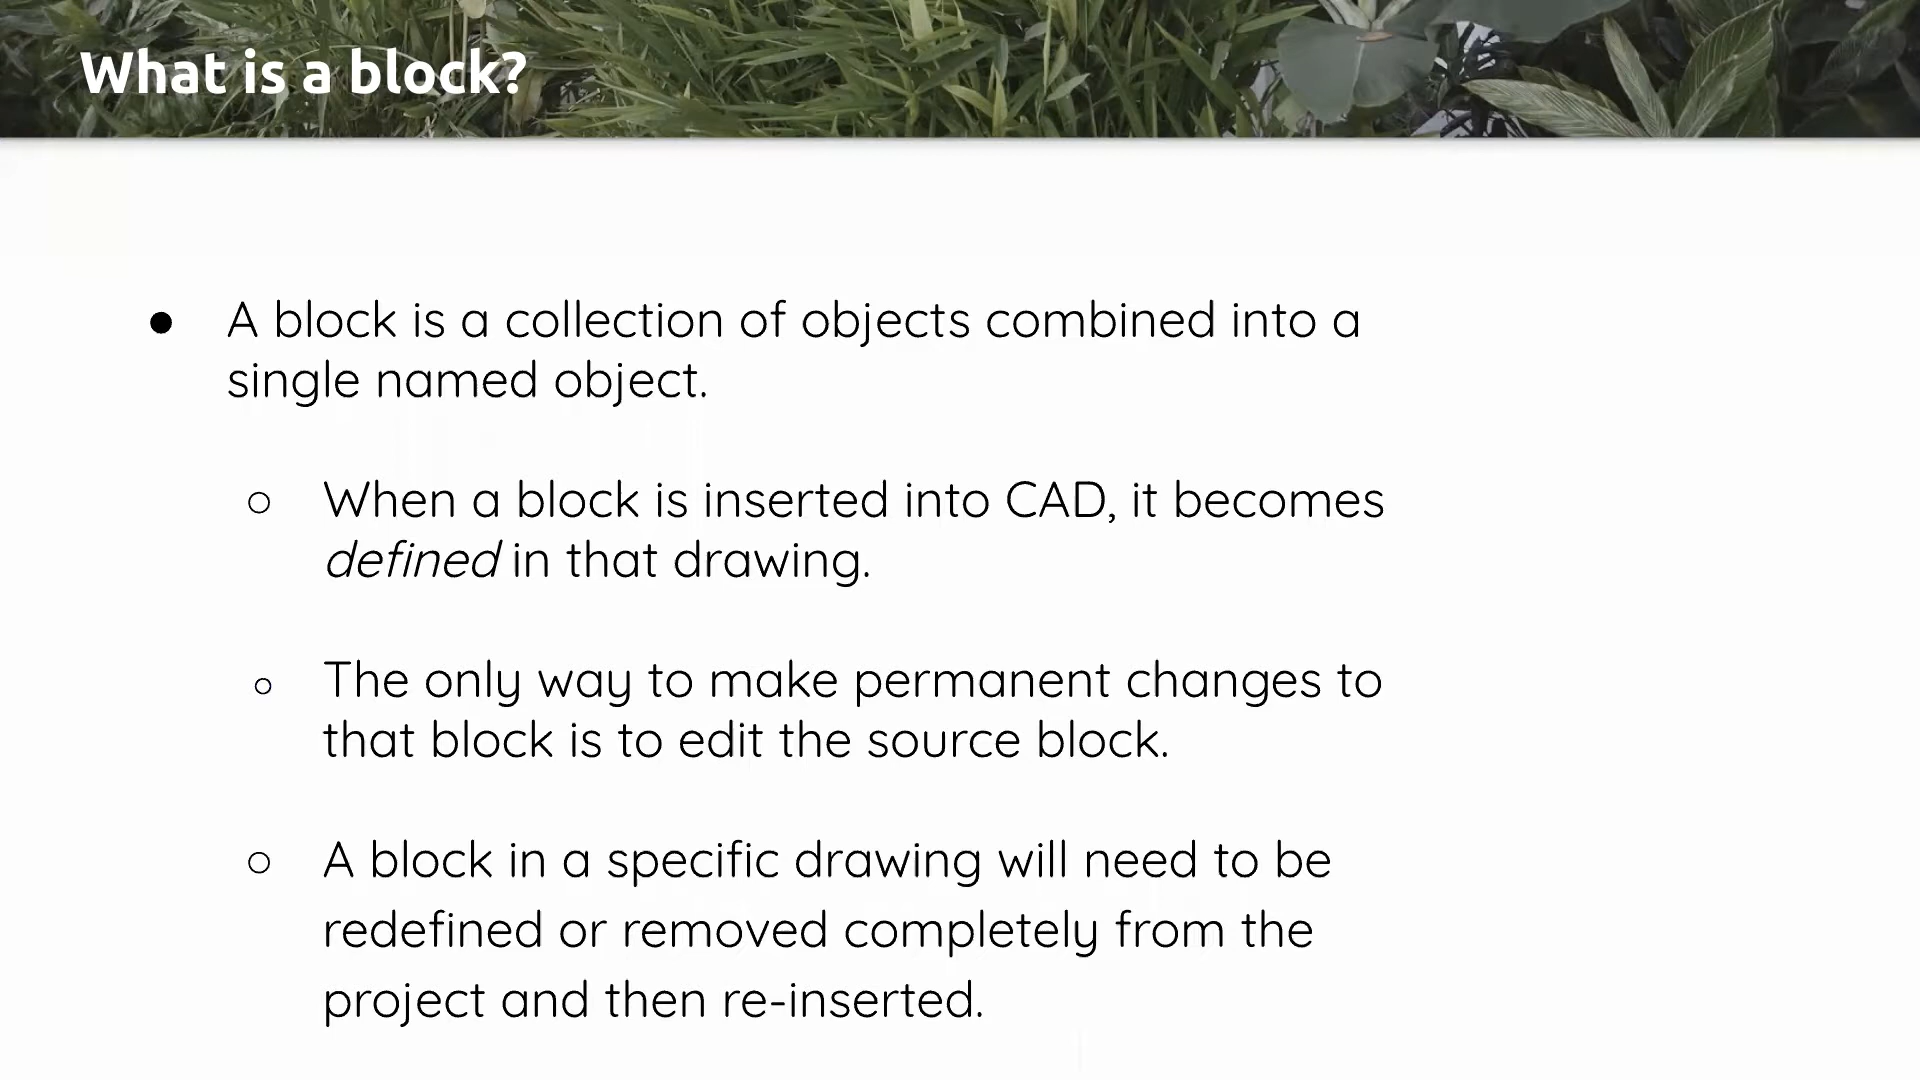 What is a block?
● A block is a collection of objects combined into a
single named object.
○ When a block is inserted into CAD, it becomes
defined in that drawing.
○ The only way to make permanent changes to
that block is to edit the source block.
○ A block in a specific drawing will need to be
redefined or removed completely from the
project and then re-inserted.